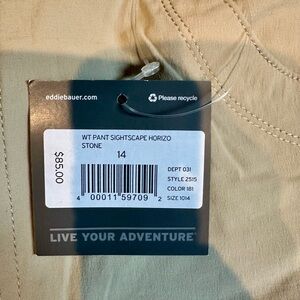 eddiebauer.com
Please recycle
WT PANT-SIGHTSCAPE HORIZO
STONE
14
$85.00
DEPT 031
STYLE 2515
COLOR 181
SIZE 1014
4 00011 59709 2
LIVE YOUR ADVENTURE